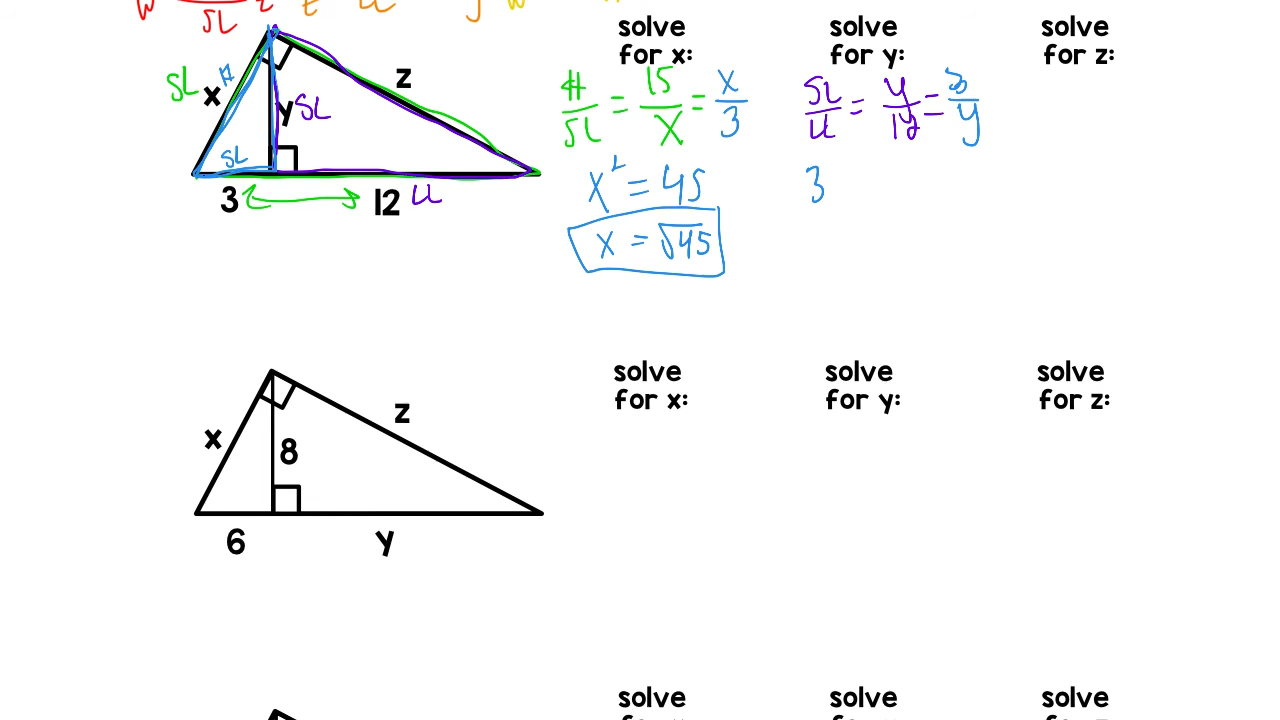 SL
solve
for x:
solve
for y:
solve
for z:
SL x H
y SL
z
SL
3
12 LL
H/SL = 15/x = x/3
SL/LL = y/12 = 3/y
x² = 45
3
x = √45
solve
for x:
solve
for y:
solve
for z:
x
8
z
6
y
solve
solve
solve